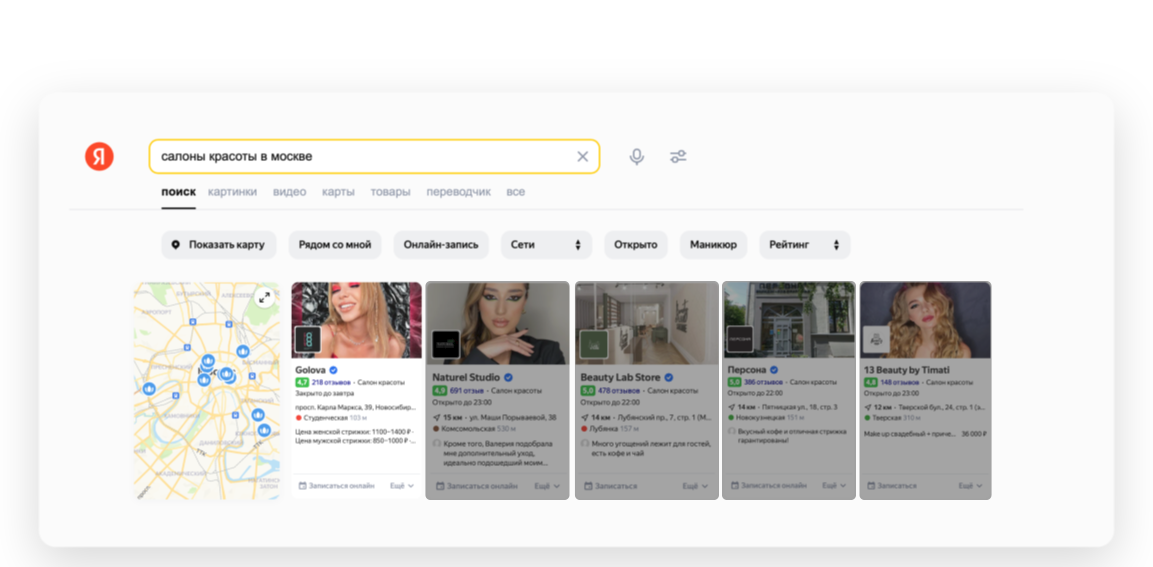 Я
салоны красоты в москве
поиск картинки видео карты товары переводчик все
Показать карту Рядом со мной Онлайн-запись Сети Открыто Маникюр Рейтинг
АЭРОПОРТ
ТТК
Golova
4,7 218 отзывов · Салон красоты
Закрыто до завтра
просп. Карла Маркса, 39, Новосибир...
Студенческая 103 м
Цена женской стрижки: 1100–1400 ₽ ·
Цена мужской стрижки: 850–1000 ₽ ·...
Записаться онлайн Ещё
Naturel Studio
4,9 691 отзыв · Салон красоты
Открыто до 23:00
15 км · ул. Маши Порываевой, 38
Комсомольская 530 м
Кроме того, Валерия подобрала
мне дополнительный уход,
идеально подошедший моим...
Записаться онлайн Ещё
Beauty Lab Store
5,0 478 отзывов · Салон красоты
Открыто до 22:00
14 км · Лубянский пр., 7, стр. 1 (М...
Лубянка 157 м
Много угощений лежит для гостей,
есть кофе и чай
Записаться Ещё
ПЕРСОНА
Персона
5,0 386 отзывов · Салон красоты
Открыто до 22:00
14 км · Пятницкая ул., 18, стр. 3
Новокузнецкая 151 м
Вкусный кофе и отличная стрижка
гарантированы!
Записаться онлайн Ещё
13 Beauty by Timati
4,8 148 отзывов · Салон красоты
Открыто до 23:00
12 км · Тверской бул., 24, стр. 1 (э...
Тверская 310 м
Make up свадебный + приче... 36 000 ₽
Записаться Ещё